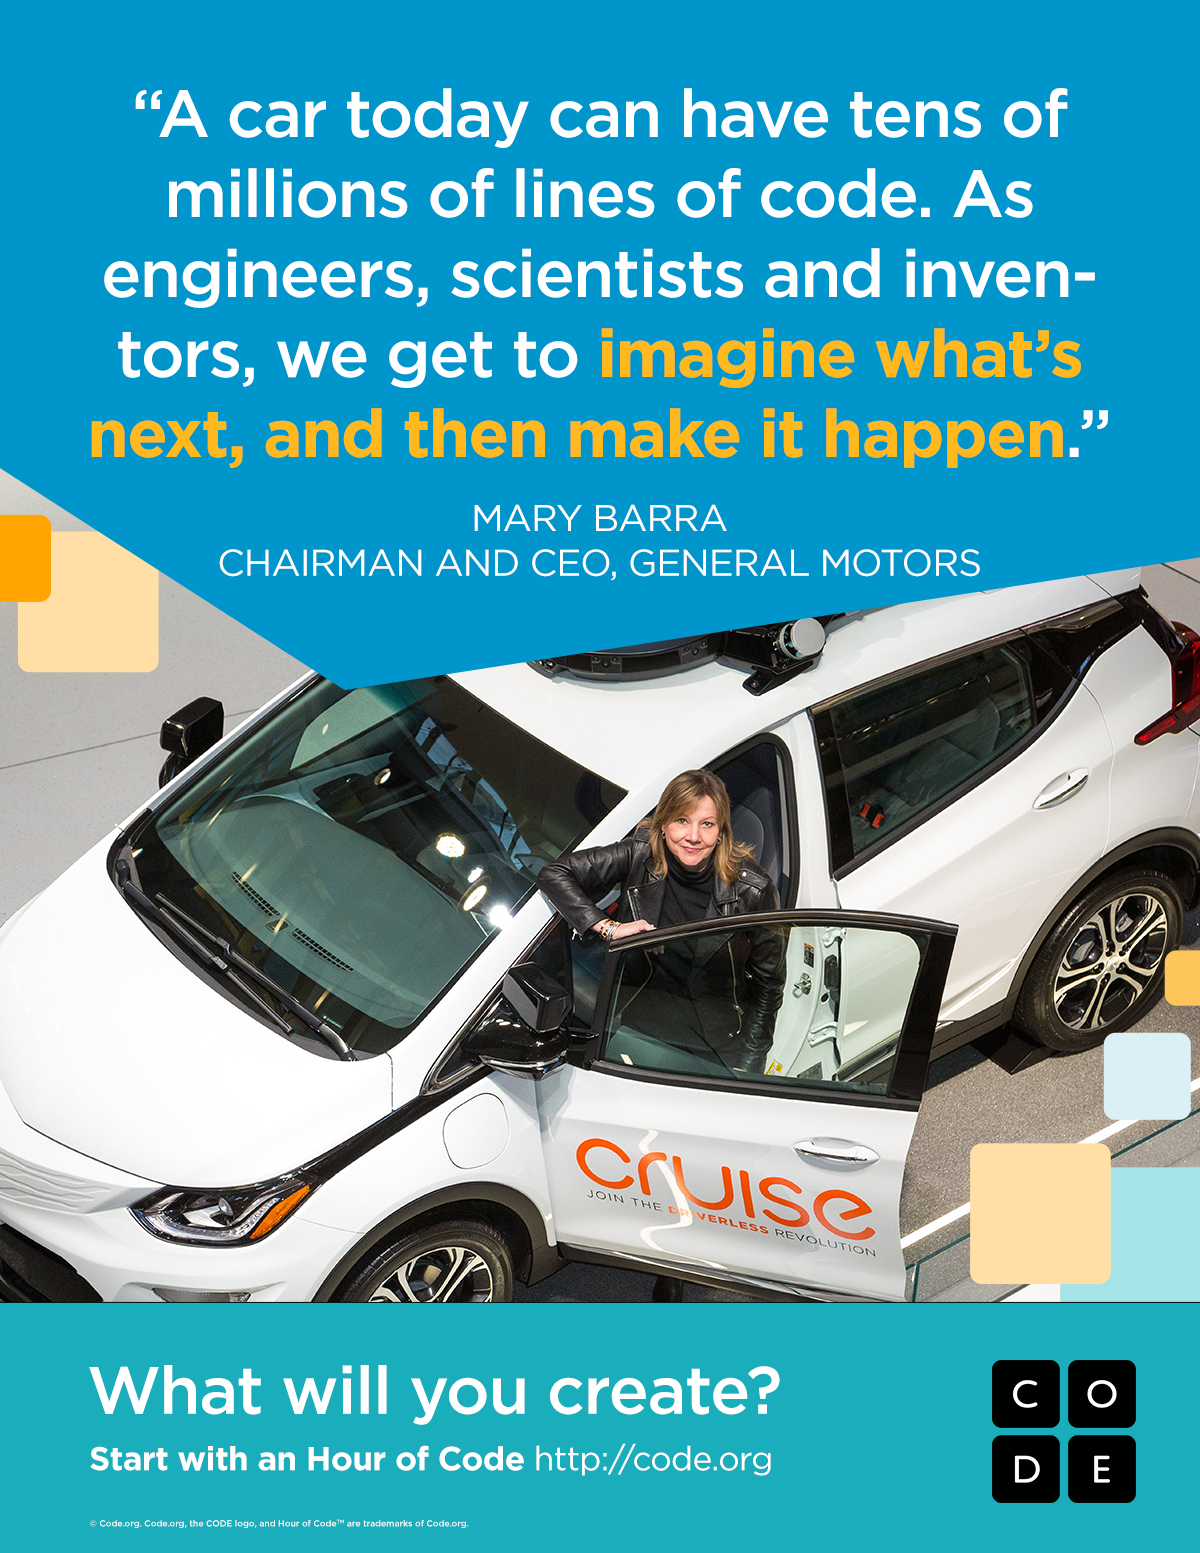 “A car today can have tens of
millions of lines of code. As
engineers, scientists and inven-
tors, we get to imagine what’s
next, and then make it happen.”
MARY BARRA
CHAIRMAN AND CEO, GENERAL MOTORS
cruise
JOIN THE DRIVERLESS REVOLUTION
What will you create?
Start with an Hour of Code http://code.org
C O
D E
© Code.org. Code.org, the CODE logo, and Hour of Code™ are trademarks of Code.org.